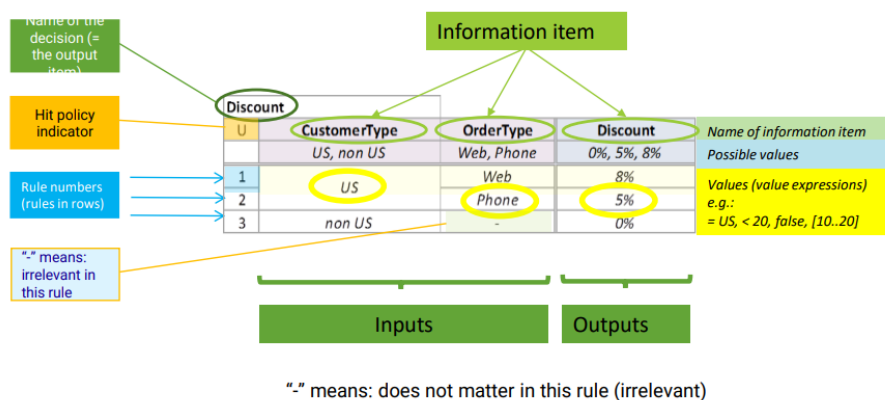 Name of the
decision (=
the output
item)
Information item
Hit policy
indicator
Discount
U CustomerType OrderType Discount Name of information item
US, non US Web, Phone 0%, 5%, 8% Possible values
Rule numbers
(rules in rows)
1 US Web 8%
2 Phone 5%
3 non US - 0%
Values (value expressions)
e.g.:
= US, < 20, false, [10..20]
"-" means:
irrelevant in
this rule
Inputs Outputs
"-" means: does not matter in this rule (irrelevant)